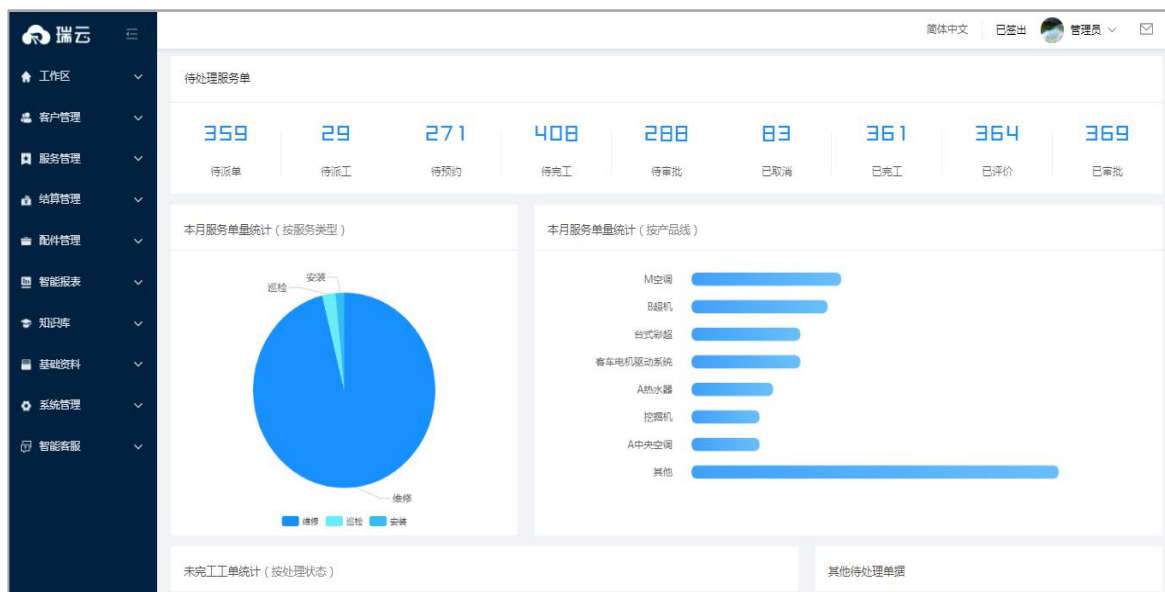 瑞云
简体中文 已签出 管理员
工作区
客户管理
服务管理
结算管理
配件管理
智能报表
知识库
基础资料
系统管理
智能客服
待处理服务单
359 29 271 408 288 83 361 364 369
待派单 待派工 待预约 待完工 待审批 已取消 已完工 已评价 已审批
本月服务单量统计 ( 按服务类型 )
安装
巡检
维修
维修 巡检 安装
本月服务单量统计 ( 按产品线 )
M空调
B超机
台式彩超
客车电机驱动系统
A热水器
挖掘机
A中央空调
其他
未完工工单统计 ( 按处理状态 )
其他待处理单据